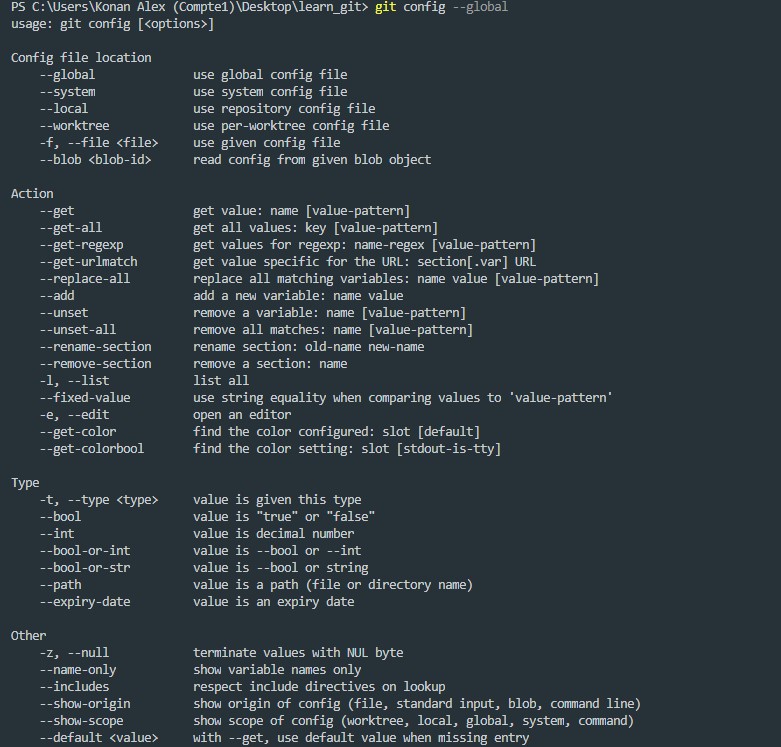 PS C:\Users\Konan Alex (Compte1)\Desktop\learn_git> git config --global
usage: git config [<options>]

Config file location
    --global              use global config file
    --system              use system config file
    --local               use repository config file
    --worktree            use per-worktree config file
    -f, --file <file>     use given config file
    --blob <blob-id>      read config from given blob object

Action
    --get                 get value: name [value-pattern]
    --get-all             get all values: key [value-pattern]
    --get-regexp          get values for regexp: name-regex [value-pattern]
    --get-urlmatch        get value specific for the URL: section[.var] URL
    --replace-all         replace all matching variables: name value [value-pattern]
    --add                 add a new variable: name value
    --unset               remove a variable: name [value-pattern]
    --unset-all           remove all matches: name [value-pattern]
    --rename-section      rename section: old-name new-name
    --remove-section      remove a section: name
    -l, --list            list all
    --fixed-value         use string equality when comparing values to 'value-pattern'
    -e, --edit            open an editor
    --get-color           find the color configured: slot [default]
    --get-colorbool       find the color setting: slot [stdout-is-tty]

Type
    -t, --type <type>     value is given this type
    --bool                value is "true" or "false"
    --int                 value is decimal number
    --bool-or-int         value is --bool or --int
    --bool-or-str         value is --bool or string
    --path                value is a path (file or directory name)
    --expiry-date         value is an expiry date

Other
    -z, --null            terminate values with NUL byte
    --name-only           show variable names only
    --includes            respect include directives on lookup
    --show-origin         show origin of config (file, standard input, blob, command line)
    --show-scope          show scope of config (worktree, local, global, system, command)
    --default <value>     with --get, use default value when missing entry